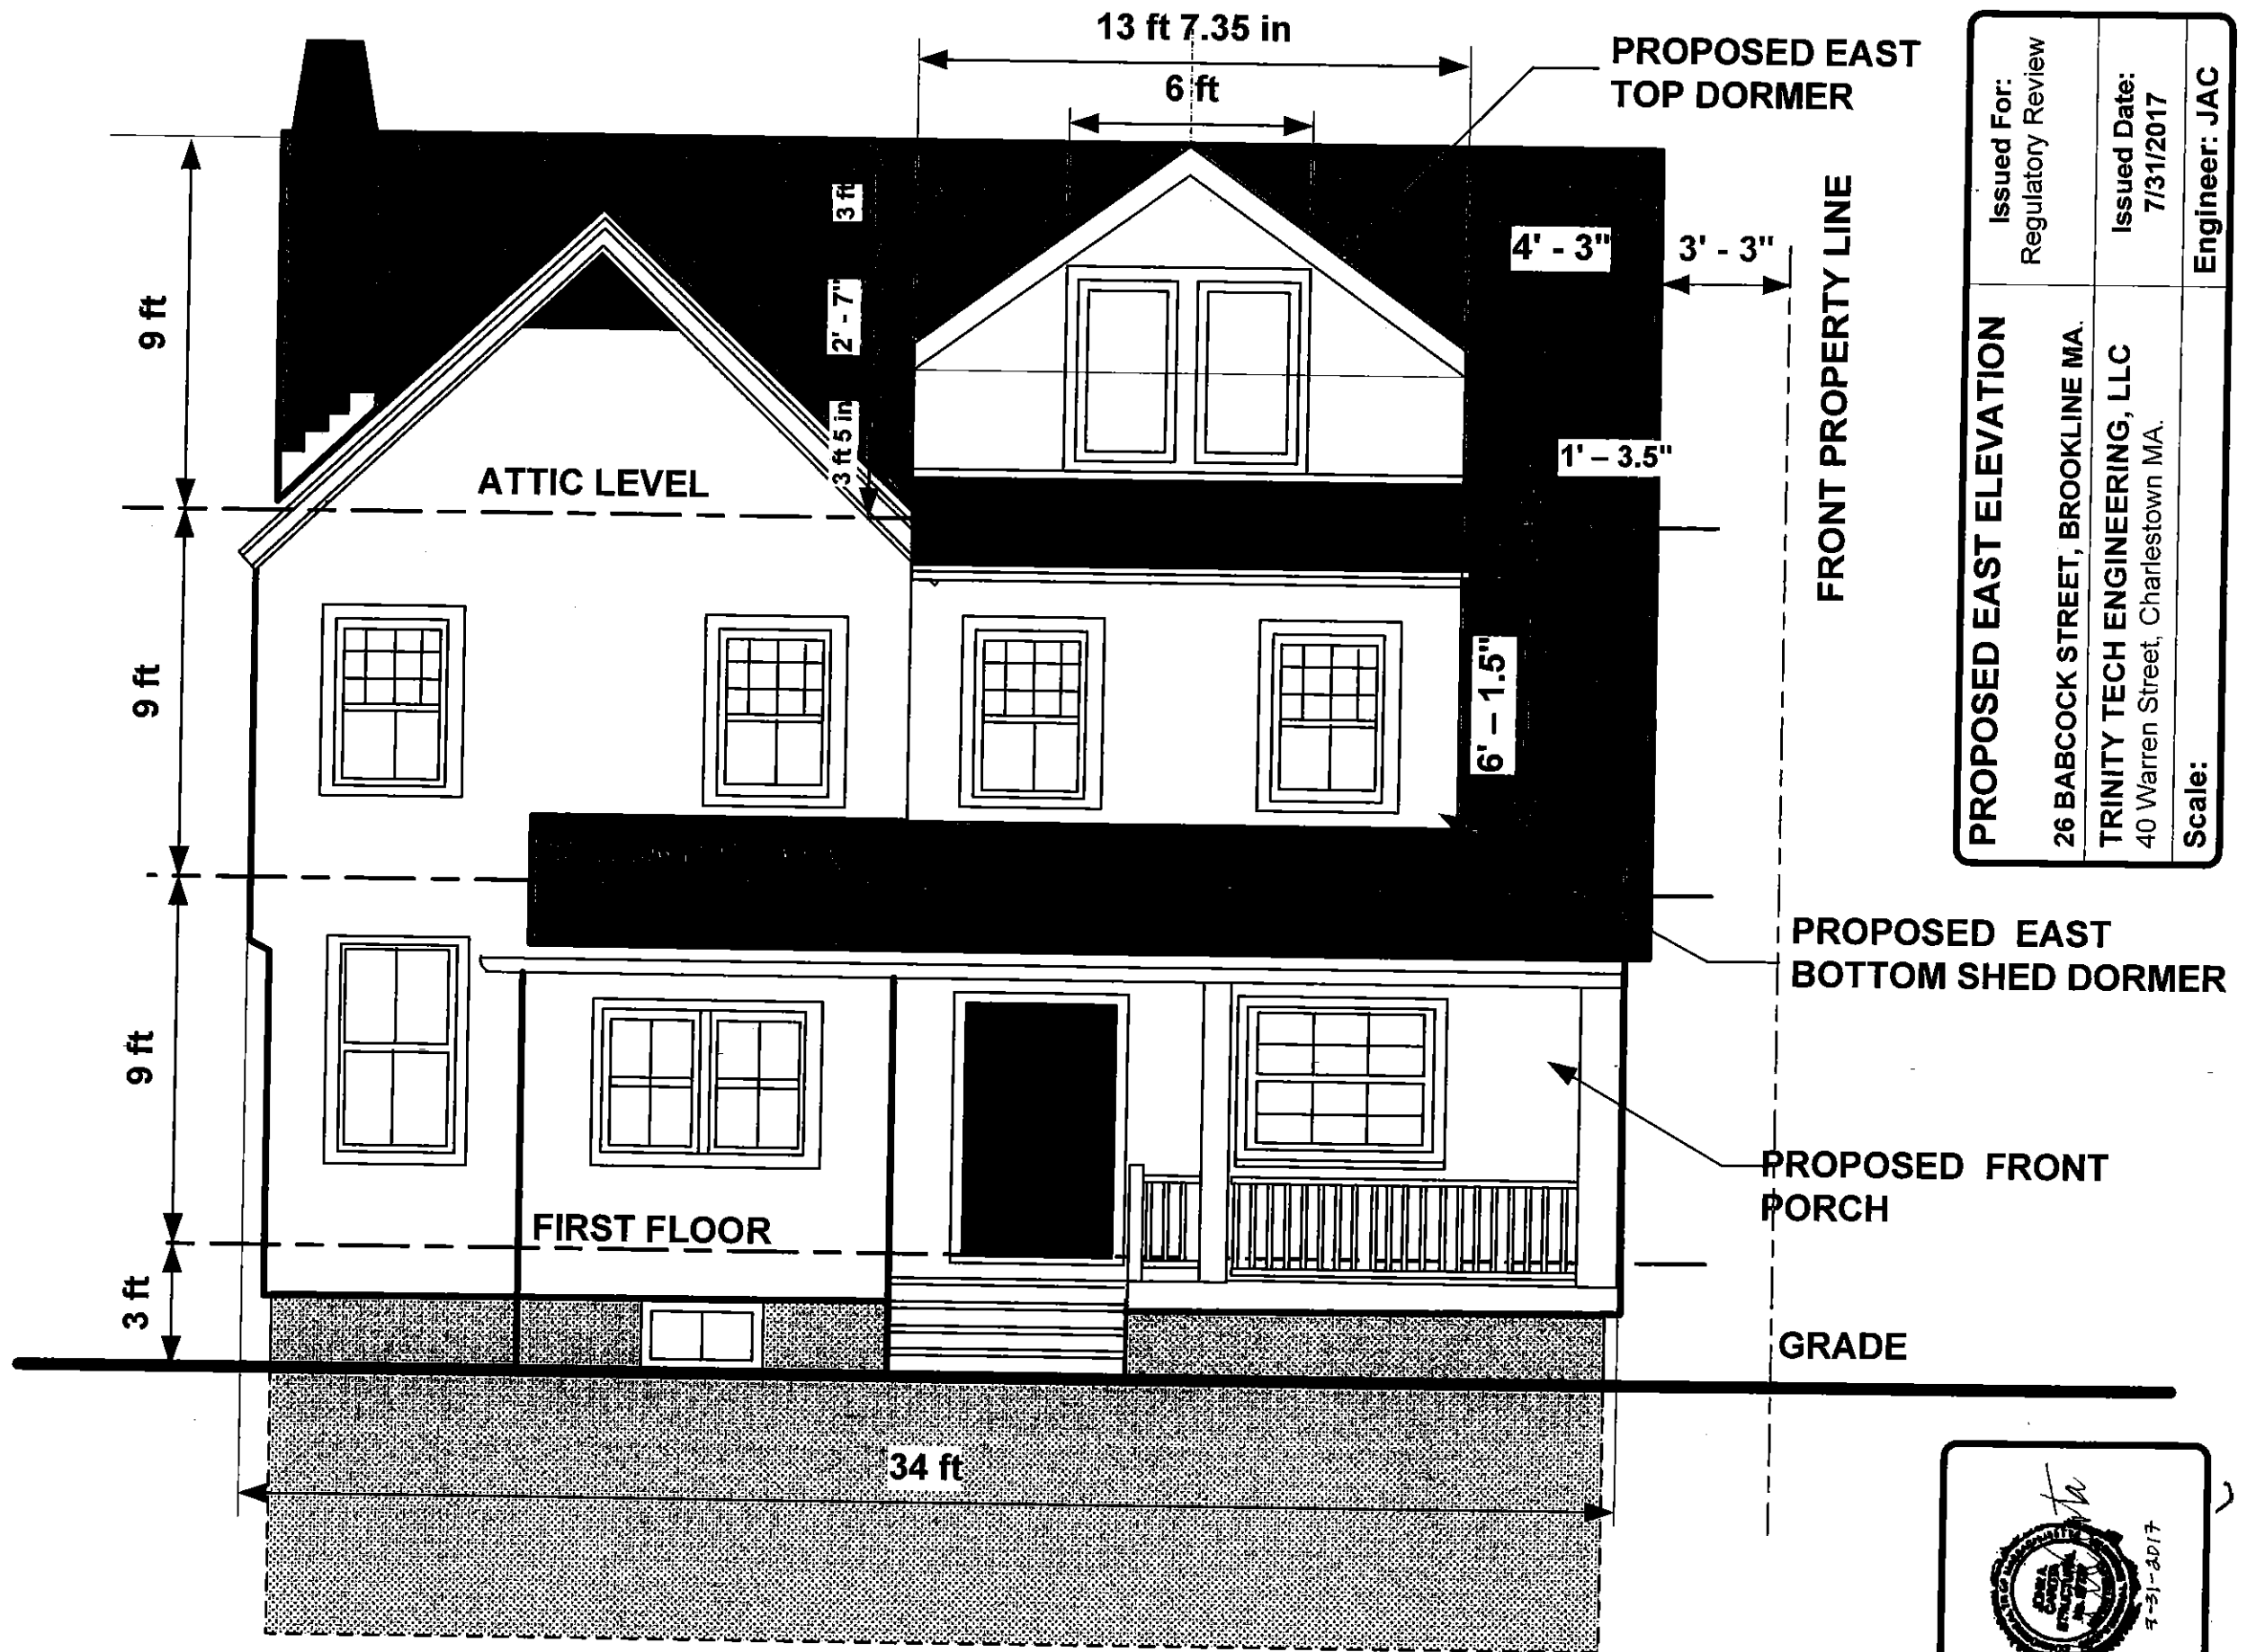 13 ft 7.35 in
6 ft
PROPOSED EAST
TOP DORMER
9 ft
3 ft
2' - 7"
3 ft 5 in
4' - 3"
3' - 3"
1' – 3.5"
FRONT PROPERTY LINE
ATTIC LEVEL
9 ft
6' – 1.5"
PROPOSED EAST
BOTTOM SHED DORMER
9 ft
PROPOSED FRONT
PORCH
FIRST FLOOR
3 ft
GRADE
34 ft
PROPOSED EAST ELEVATION
Issued For:
Regulatory Review
26 BABCOCK STREET, BROOKLINE MA.
TRINITY TECH ENGINEERING, LLC
40 Warren Street, Charlestown MA.
Issued Date:
7/31/2017
Scale:
Engineer: JAC
STRUCTURAL
7-31-2017